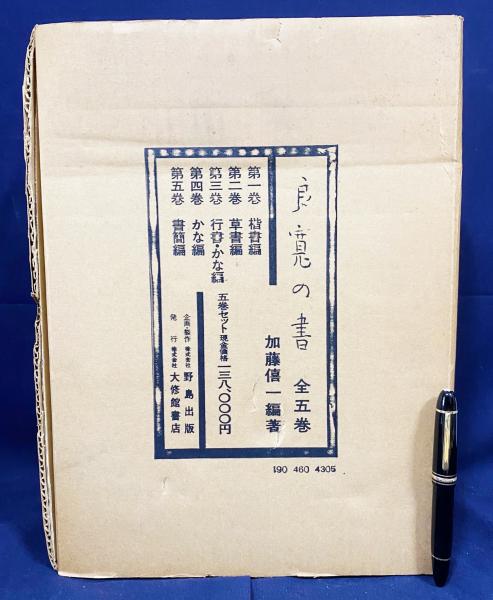 良寛の書 全五巻
加藤僖一編著
第一巻 楷書編
第二巻 草書編
第三巻 行書・かな編
第四巻 かな編
第五巻 書簡編
五巻セット現金価格 一三八、〇〇〇円
企画・製作 株式会社 野島出版
発行 株式会社 大修館書店
190 460 4305